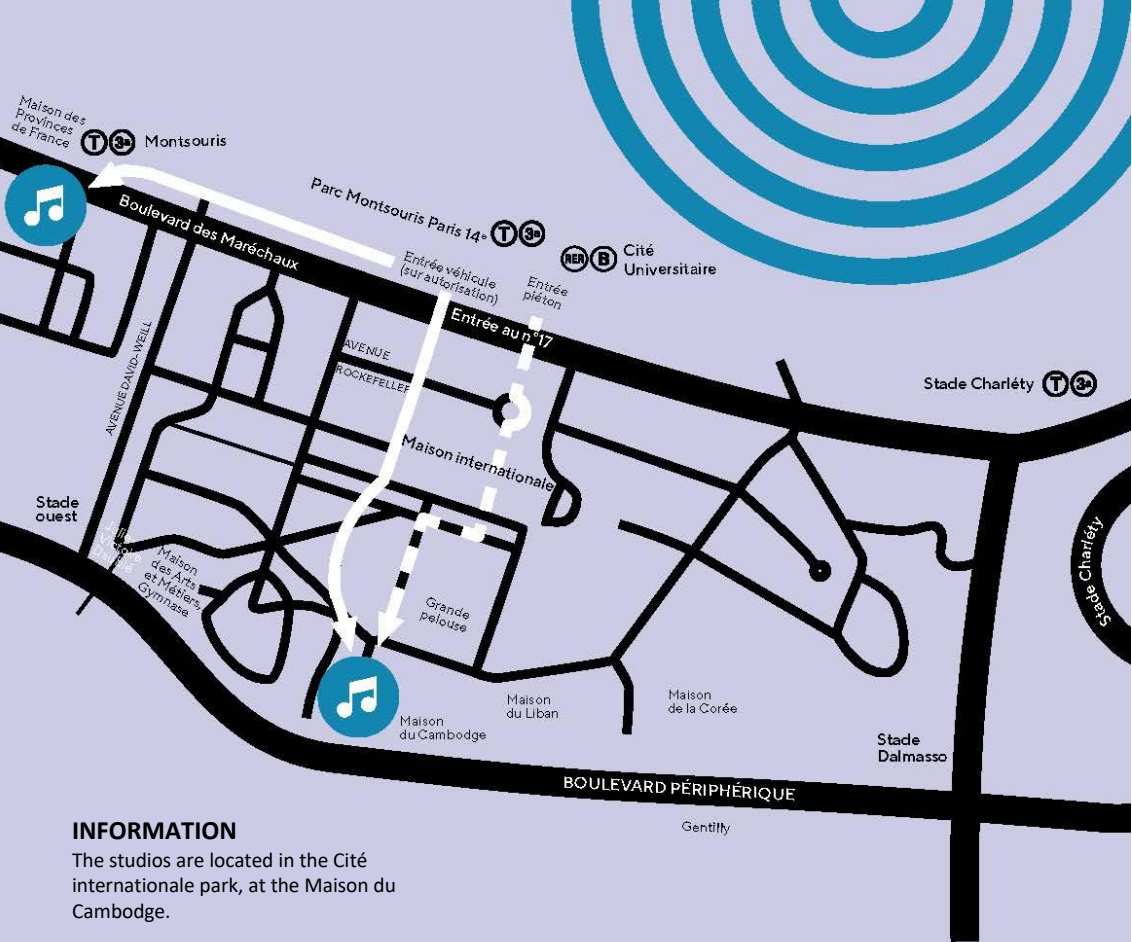 Maison des
Provinces
de France
T 3a Montsouris
Parc Montsouris Paris 14e T 3a
RER B Cité
Universitaire
Boulevard des Maréchaux
Entrée véhicule
(sur autorisation)
Entrée
piéton
Entrée au n°17
AVENUE
ROCKEFELLER
AVENUE DAVID-WEILL
Stade Charléty T 3a
Maison internationale
Stade
ouest
Julie-
Victoire
Daubié
Maison
des Arts
et Métiers,
Gymnase
Grande
pelouse
Stade Charléty
Maison
du Cambodge
Maison
du Liban
Maison
de la Corée
Stade
Dalmasso
BOULEVARD PÉRIPHÉRIQUE
Gentilly
INFORMATION
The studios are located in the Cité
internationale park, at the Maison du
Cambodge.